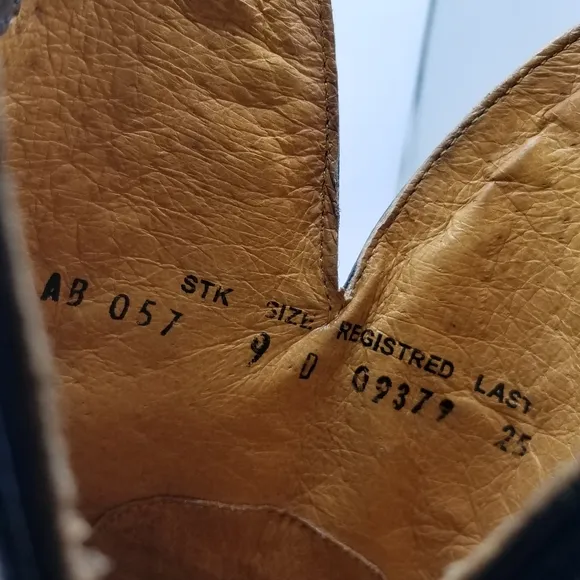 STK SIZE REGISTRED LAST
AB 057 9 D 09379 25